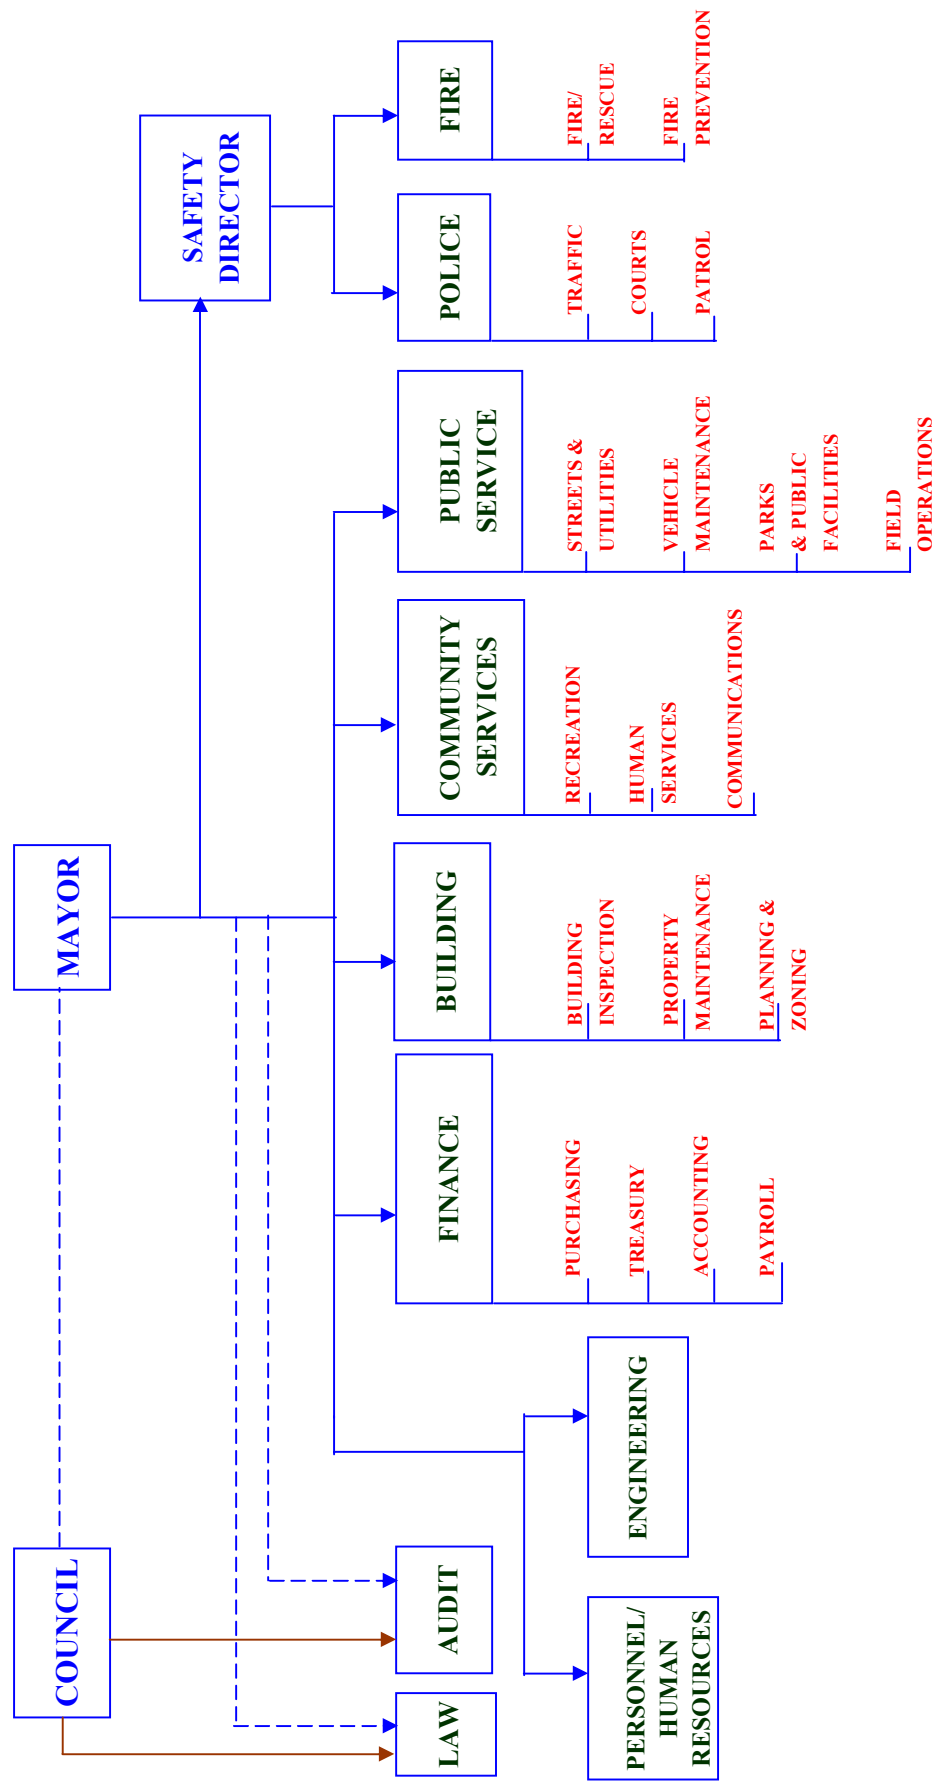 COUNCIL
MAYOR
SAFETY
DIRECTOR
LAW
AUDIT
FINANCE
BUILDING
COMMUNITY
SERVICES
PUBLIC
SERVICE
POLICE
FIRE
PERSONNEL/
HUMAN
RESOURCES
ENGINEERING
PURCHASING
TREASURY
ACCOUNTING
PAYROLL
BUILDING
INSPECTION
PROPERTY
MAINTENANCE
PLANNING &
ZONING
RECREATION
HUMAN
SERVICES
COMMUNICATIONS
STREETS &
UTILITIES
VEHICLE
MAINTENANCE
PARKS
& PUBLIC
FACILITIES
FIELD
OPERATIONS
TRAFFIC
COURTS
PATROL
FIRE/
RESCUE
FIRE
PREVENTION